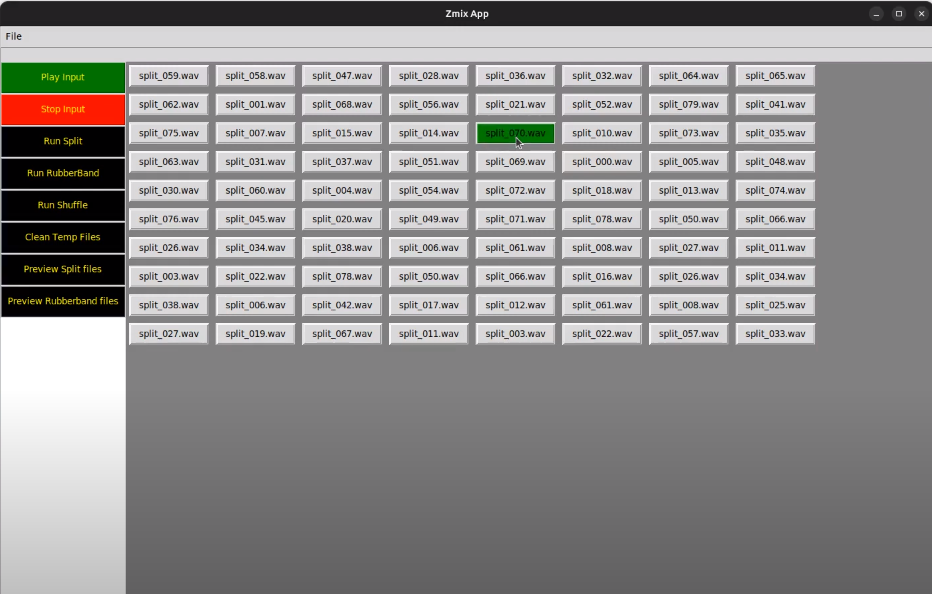 Zmix App
File
Play Input
Stop Input
Run Split
Run RubberBand
Run Shuffle
Clean Temp Files
Preview Split files
Preview Rubberband files
split_059.wav split_058.wav split_047.wav split_028.wav split_036.wav split_032.wav split_064.wav split_065.wav
split_062.wav split_001.wav split_068.wav split_056.wav split_021.wav split_052.wav split_079.wav split_041.wav
split_075.wav split_007.wav split_015.wav split_014.wav split_070.wav split_010.wav split_073.wav split_035.wav
split_063.wav split_031.wav split_037.wav split_051.wav split_069.wav split_000.wav split_005.wav split_048.wav
split_030.wav split_060.wav split_004.wav split_054.wav split_072.wav split_018.wav split_013.wav split_074.wav
split_076.wav split_045.wav split_020.wav split_049.wav split_071.wav split_078.wav split_050.wav split_066.wav
split_026.wav split_034.wav split_038.wav split_006.wav split_061.wav split_008.wav split_027.wav split_011.wav
split_003.wav split_022.wav split_078.wav split_050.wav split_066.wav split_016.wav split_026.wav split_034.wav
split_038.wav split_006.wav split_042.wav split_017.wav split_012.wav split_061.wav split_008.wav split_025.wav
split_027.wav split_019.wav split_067.wav split_011.wav split_003.wav split_022.wav split_057.wav split_033.wav